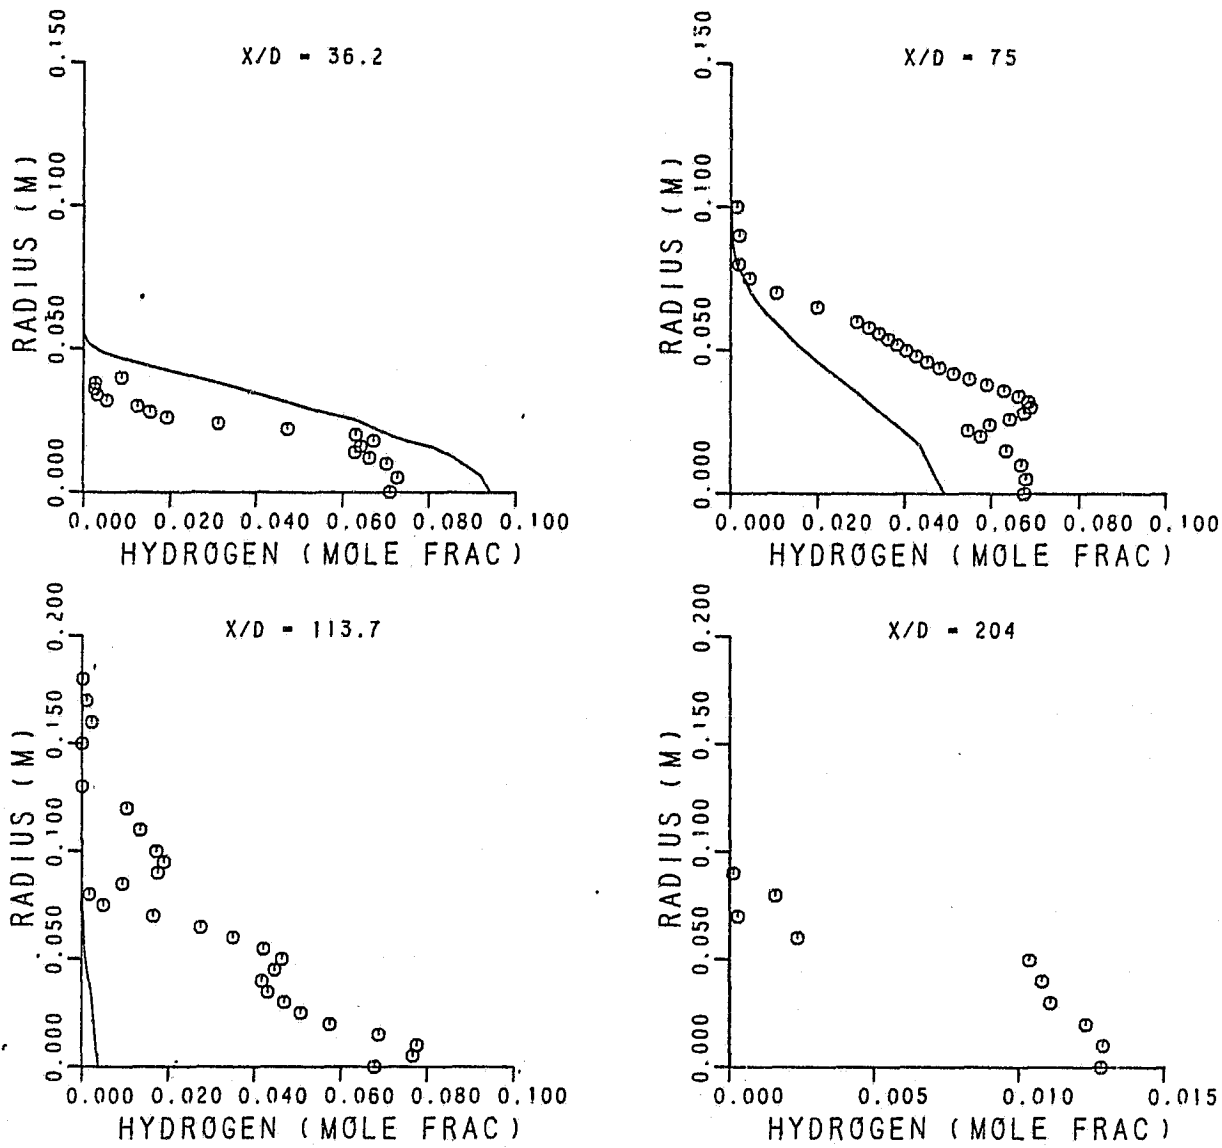 X/D = 36.2
RADIUS (M)
0.150
0.100
0.050
0.000
0.000 0.020 0.040 0.060 0.080 0.100
HYDROGEN (MOLE FRAC)
X/D = 75
RADIUS (M)
0.150
0.100
0.050
0.000
0.000 0.020 0.040 0.060 0.080 0.100
HYDROGEN (MOLE FRAC)
X/D = 113.7
RADIUS (M)
0.200
0.150
0.100
0.050
0.000
0.000 0.020 0.040 0.060 0.080 0.100
HYDROGEN (MOLE FRAC)
X/D = 204
RADIUS (M)
0.200
0.150
0.100
0.050
0.000
0.000 0.005 0.010 0.015
HYDROGEN (MOLE FRAC)